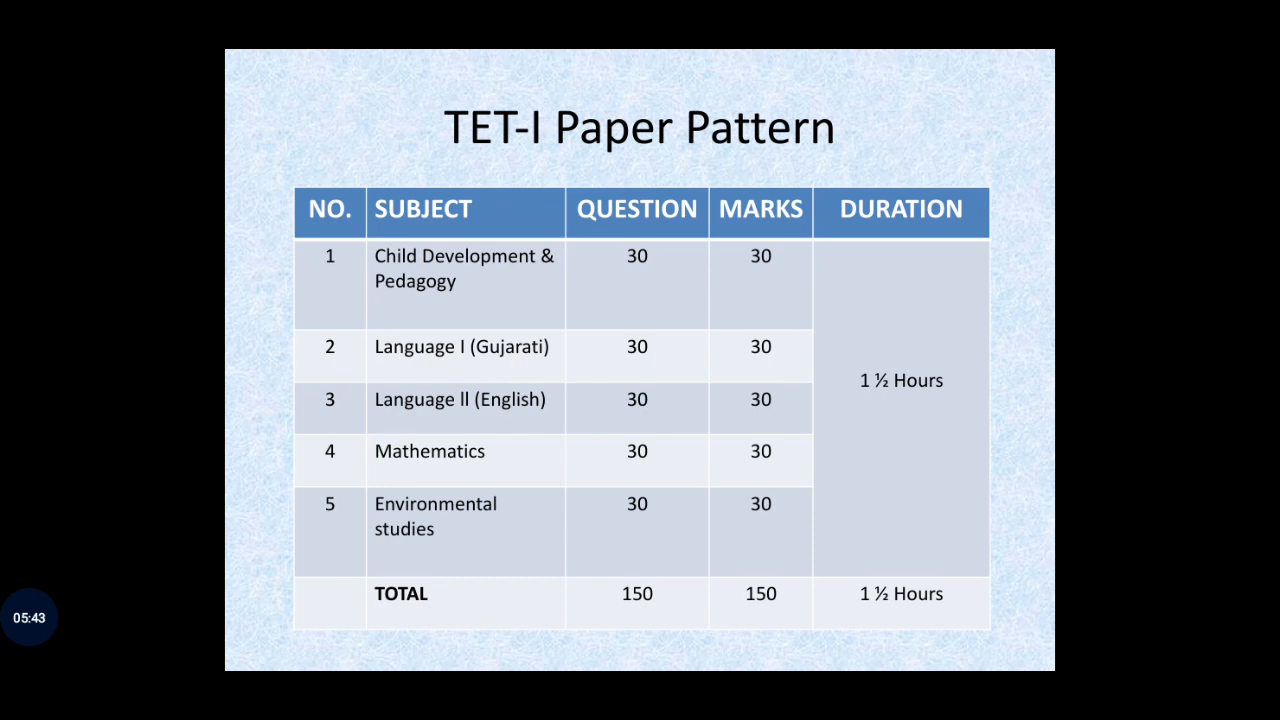 TET-I Paper Pattern
NO. SUBJECT QUESTION MARKS DURATION
1 Child Development & 30 30
Pedagogy
2 Language I (Gujarati) 30 30
1 ½ Hours
3 Language ll (English) 30 30
4 Mathematics 30 30
5 Environmental 30 30
studies
TOTAL 150 150 1 ½ Hours
05:43